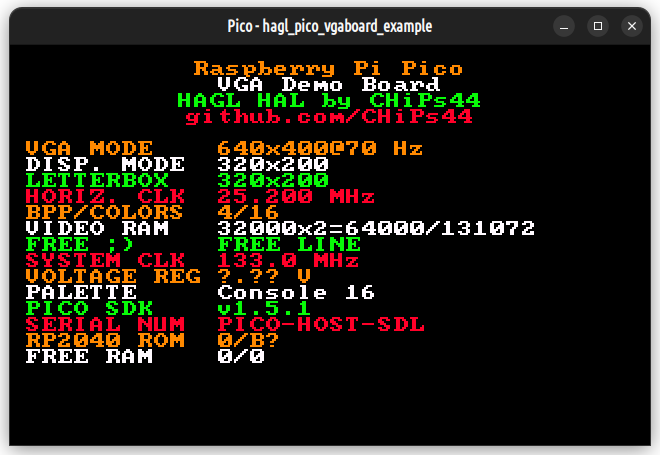 Pico - hagl_pico_vgaboard_example
Raspberry Pi Pico
VGA Demo Board
HAGL HAL by CHiPs44
github.com/CHiPs44
VGA MODE 640x400@70 Hz
DISP. MODE 320x200
LETTERBOX 320x200
HORIZ. CLK 25.200 MHz
BPP/COLORS 4/16
VIDEO RAM 32000x2=64000/131072
FREE ;) FREE LINE
SYSTEM CLK 133.0 MHz
VOLTAGE REG ?.?? V
PALETTE Console 16
PICO SDK v1.5.1
SERIAL NUM PICO-HOST-SDL
RP2040 ROM 0/B?
FREE RAM 0/0